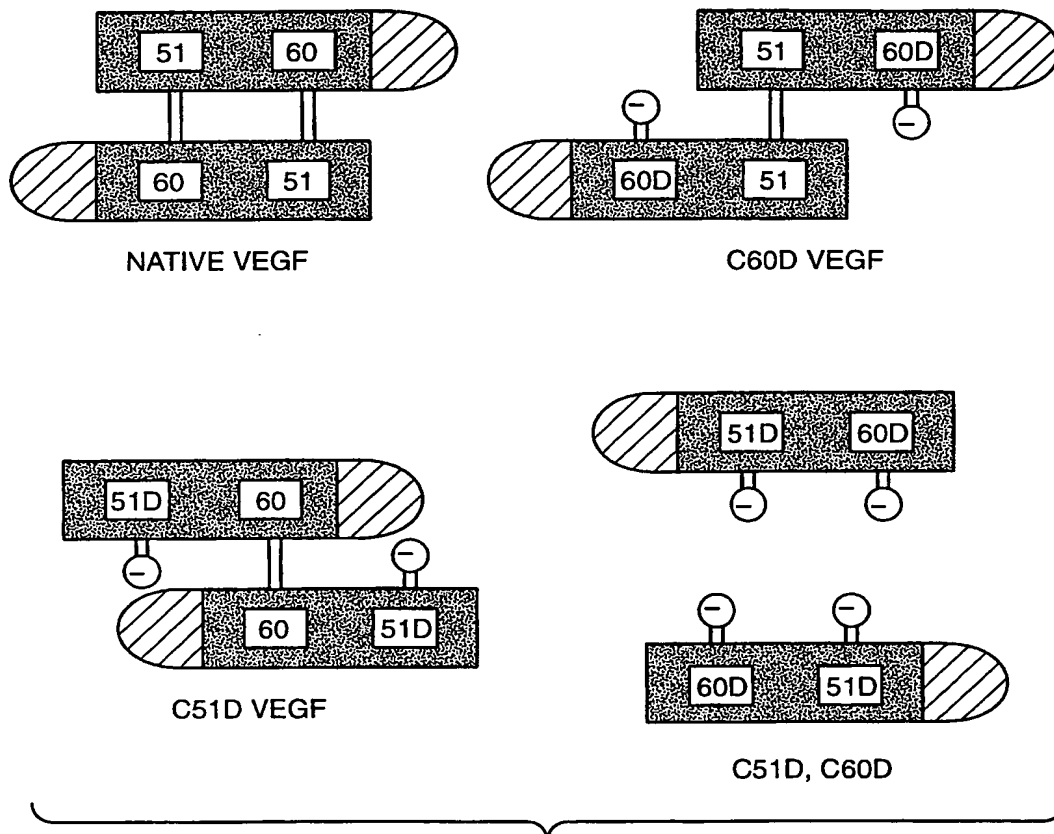 51 60
60 51
NATIVE VEGF
51 60D
−
−
60D 51
C60D VEGF
51D 60
−
−
60 51D
C51D VEGF
51D 60D
− −
− −
60D 51D
C51D, C60D